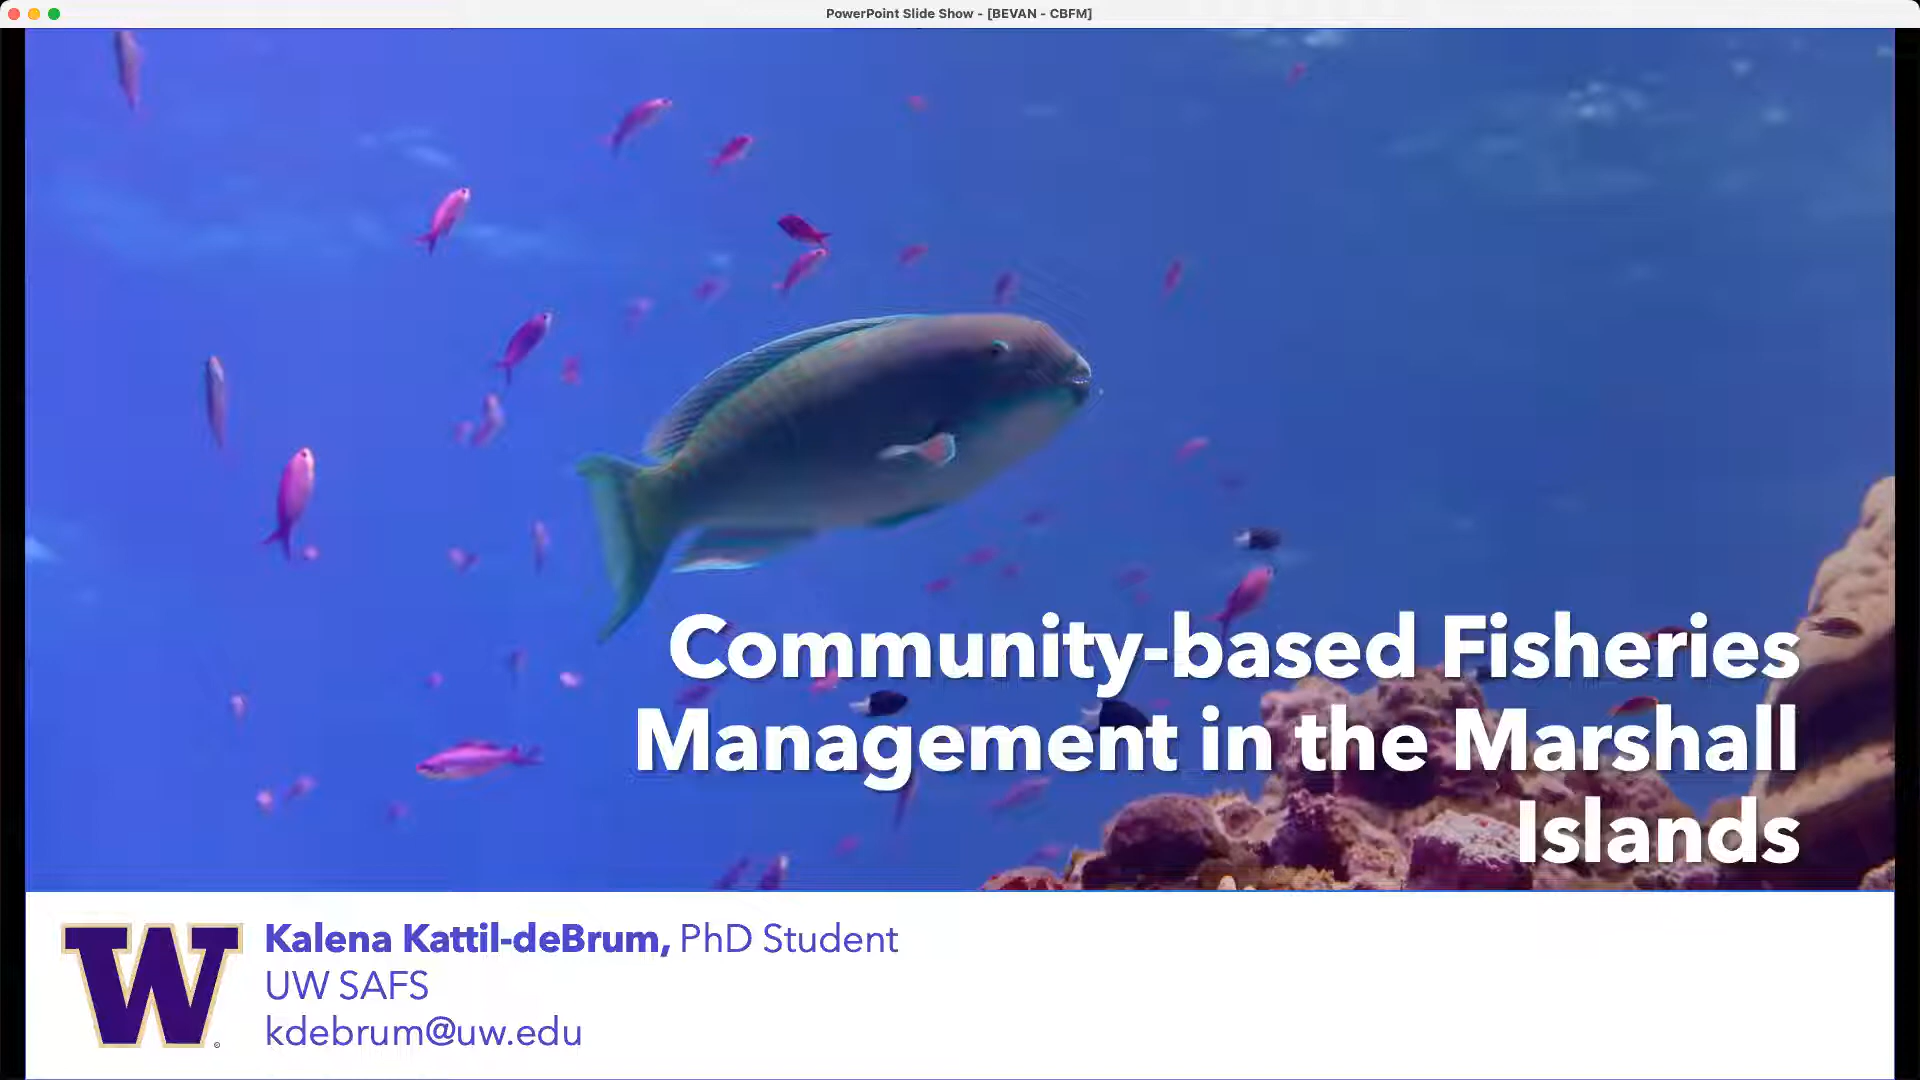 PowerPoint Slide Show - [BEVAN - CBFM]
Community-based Fisheries
Management in the Marshall
Islands
W
Kalena Kattil-deBrum, PhD Student
UW SAFS
kdebrum@uw.edu